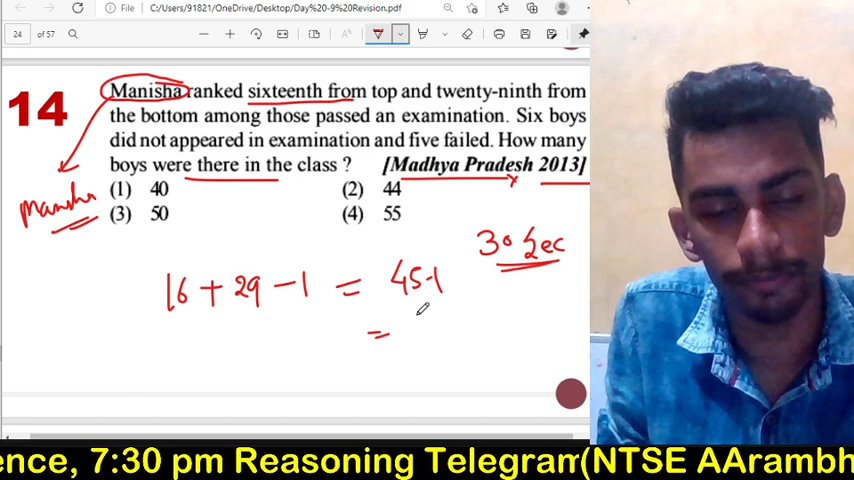 File
C:/Users/91821/OneDrive/Desktop/Day%20-9%20Revision.pdf
24 of 57
14 Manisha ranked sixteenth from top and twenty-ninth from
the bottom among those passed an examination. Six boys
did not appeared in examination and five failed. How many
boys were there in the class ? [Madhya Pradesh 2013]
(1) 40 (2) 44
(3) 50 (4) 55
Manisha
30 Sec
16 + 29 - 1 = 45-1
=
ence, 7:30 pm Reasoning Telegram(NTSE AArambh